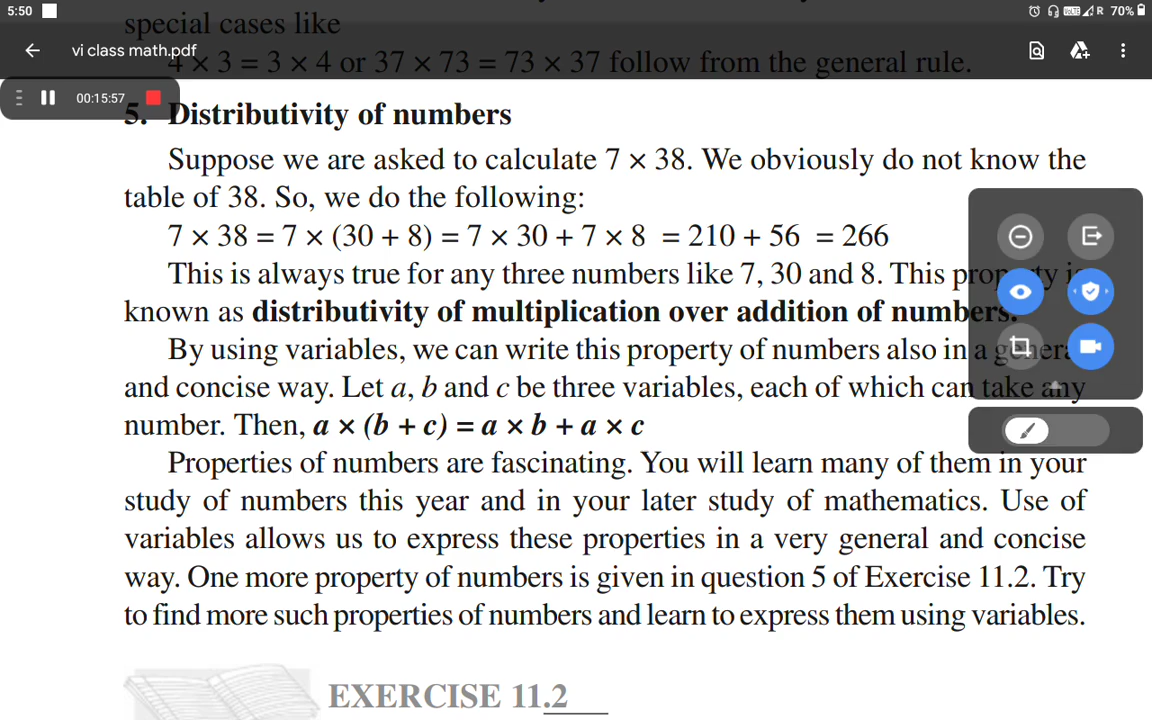 5:50 VoLTE R 70%
special cases like
vi class math.pdf
4 × 3 = 3 × 4 or 37 × 73 = 73 × 37 follow from the general rule.
00:15:57
5. Distributivity of numbers
Suppose we are asked to calculate 7 × 38. We obviously do not know the
table of 38. So, we do the following:
7 × 38 = 7 × (30 + 8) = 7 × 30 + 7 × 8 = 210 + 56 = 266
This is always true for any three numbers like 7, 30 and 8. This property is
known as distributivity of multiplication over addition of numbers.
By using variables, we can write this property of numbers also in a general
and concise way. Let a, b and c be three variables, each of which can take any
number. Then, a × (b + c) = a × b + a × c
Properties of numbers are fascinating. You will learn many of them in your
study of numbers this year and in your later study of mathematics. Use of
variables allows us to express these properties in a very general and concise
way. One more property of numbers is given in question 5 of Exercise 11.2. Try
to find more such properties of numbers and learn to express them using variables.
EXERCISE 11.2